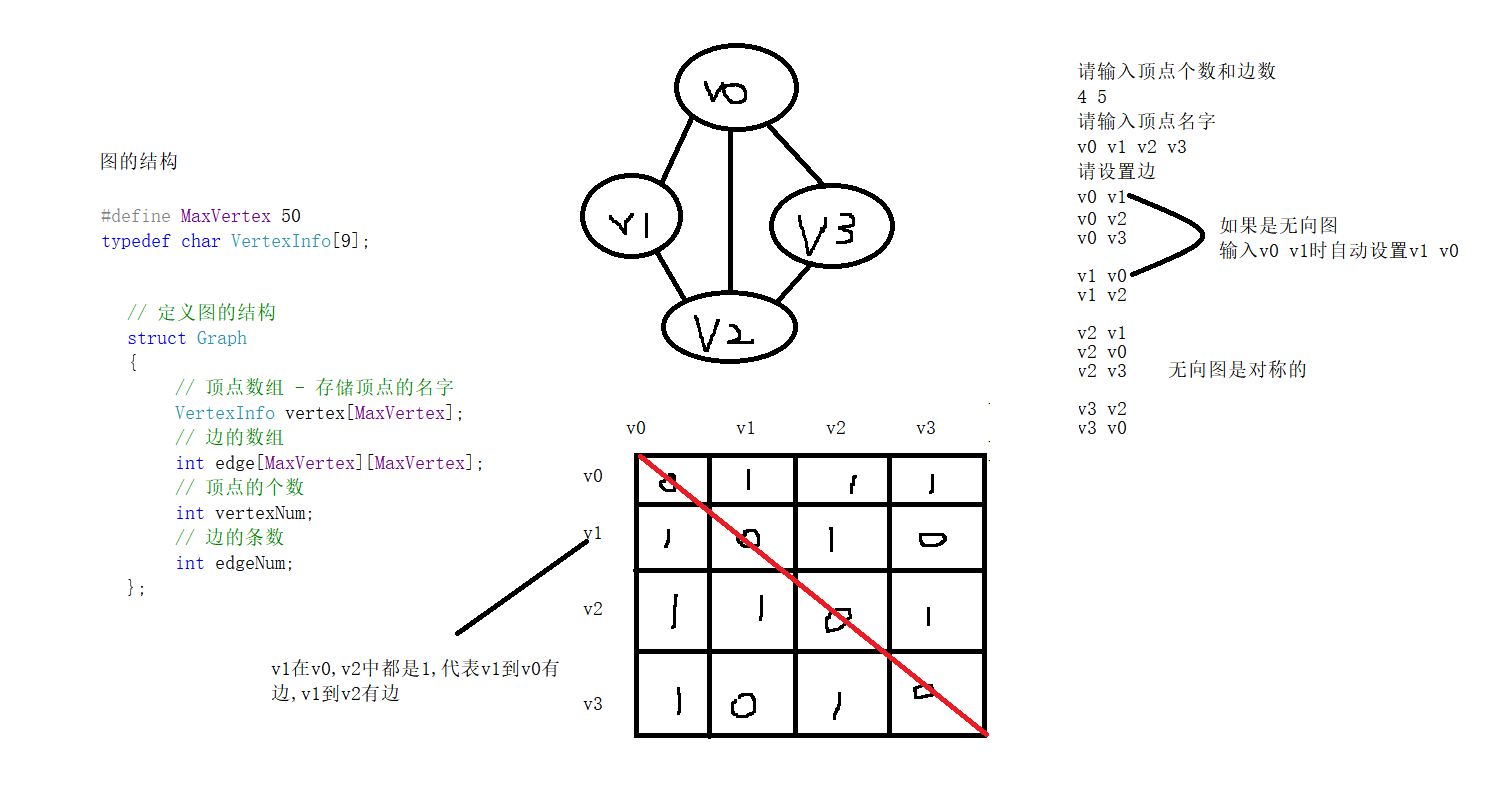 图的结构
#define MaxVertex 50
typedef char VertexInfo[9];
// 定义图的结构
struct Graph
{
// 顶点数组 - 存储顶点的名字
VertexInfo vertex[MaxVertex];
// 边的数组
int edge[MaxVertex][MaxVertex];
// 顶点的个数
int vertexNum;
// 边的条数
int edgeNum;
};
v0
v1
V3
V2
请输入顶点个数和边数
4 5
请输入顶点名字
v0 v1 v2 v3
请设置边
v0 v1
v0 v2
v0 v3
v1 v0
v1 v2
v2 v1
v2 v0
v2 v3
v3 v2
v3 v0
如果是无向图
输入v0 v1时自动设置v1 v0
无向图是对称的
v0 v1 v2 v3
v0 0 1 1 1
v1 1 0 1 0
v2 1 1 0 1
v3 1 0 1 0
v1在v0,v2中都是1,代表v1到v0有
边,v1到v2有边